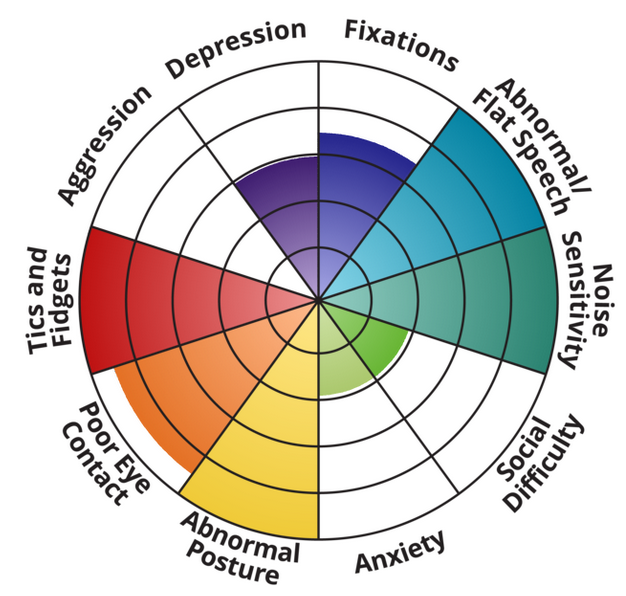 Depression
Fixations
Abnormal/
Flat Speech
Noise
Sensitivity
Social
Difficulty
Anxiety
Abnormal
Posture
Poor Eye
Contact
Tics and
Fidgets
Aggression